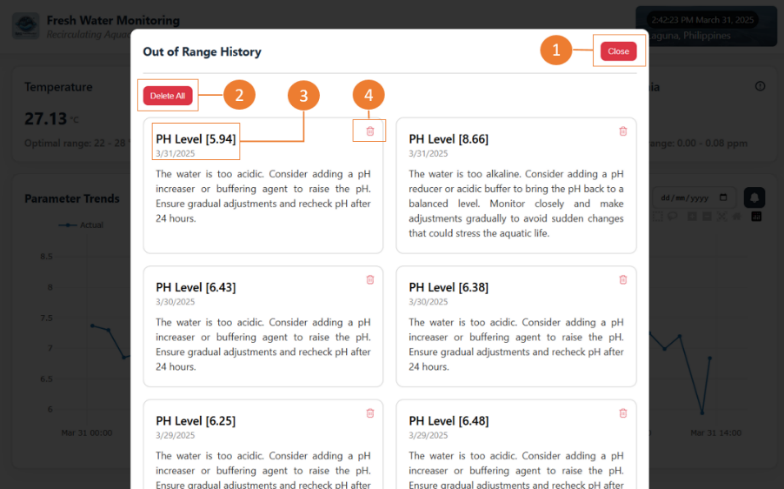 Fresh Water Monitoring
Recirculating Aquac
2:42:23 PM March 31, 2025
Laguna, Philippines
Out of Range History
1
Close
Delete All
2
3
4
Temperature
27.13 °C
Optimal range: 22 - 28 °
ia
range: 0.00 - 0.08 ppm
PH Level [5.94]
3/31/2025
The water is too acidic. Consider adding a pH
increaser or buffering agent to raise the pH.
Ensure gradual adjustments and recheck pH after
24 hours.
PH Level [8.66]
3/31/2025
The water is too alkaline. Consider adding a pH
reducer or acidic buffer to bring the pH back to a
balanced level. Monitor closely and make
adjustments gradually to avoid sudden changes
that could stress the aquatic life.
Parameter Trends
dd/mm/yyyy
Actual
8.5
8
7.5
7
6.5
6
Mar 31 00:00
Mar 31 14:00
PH Level [6.43]
3/30/2025
The water is too acidic. Consider adding a pH
increaser or buffering agent to raise the pH.
Ensure gradual adjustments and recheck pH after
24 hours.
PH Level [6.38]
3/30/2025
The water is too acidic. Consider adding a pH
increaser or buffering agent to raise the pH.
Ensure gradual adjustments and recheck pH after
24 hours.
PH Level [6.25]
3/29/2025
The water is too acidic. Consider adding a pH
increaser or buffering agent to raise the pH.
Ensure gradual adjustments and recheck pH after
PH Level [6.48]
3/29/2025
The water is too acidic. Consider adding a pH
increaser or buffering agent to raise the pH.
Ensure gradual adjustments and recheck pH after